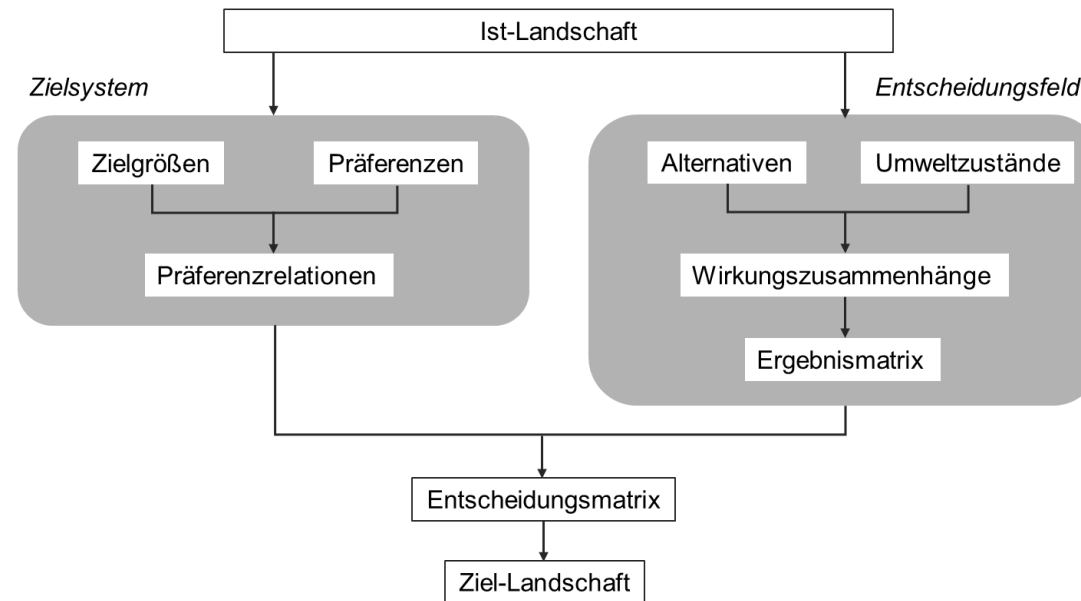 Ist-Landschaft
Zielsystem
Entscheidungsfeld
Zielgrößen
Präferenzen
Alternativen
Umweltzustände
Präferenzrelationen
Wirkungszusammenhänge
Ergebnismatrix
Entscheidungsmatrix
Ziel-Landschaft